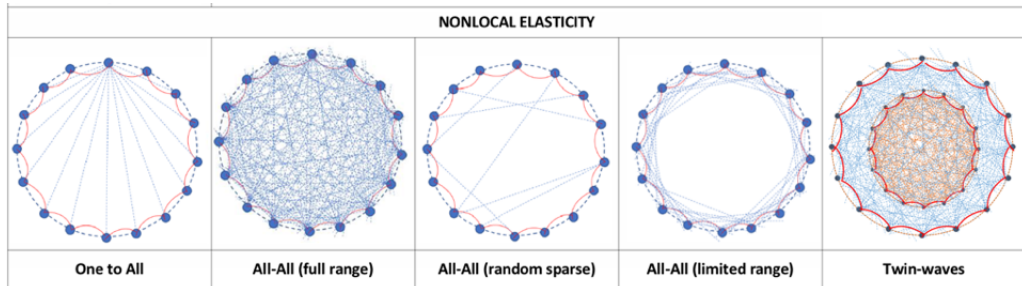 NONLOCAL ELASTICITY
One to All
All-All (full range)
All-All (random sparse)
All-All (limited range)
Twin-waves